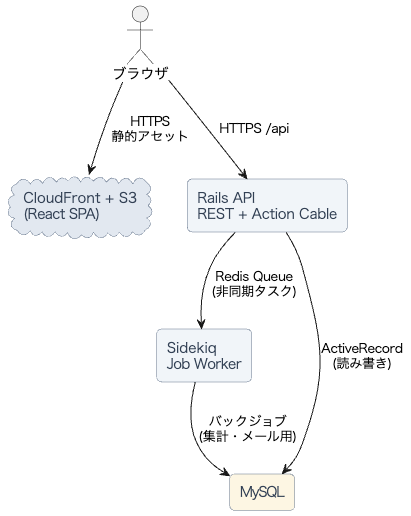 ブラウザ
HTTPS
静的アセット
HTTPS /api
CloudFront + S3
(React SPA)
Rails API
REST + Action Cable
Redis Queue
(非同期タスク)
Sidekiq
Job Worker
ActiveRecord
(読み書き)
バックジョブ
(集計・メール用)
MySQL